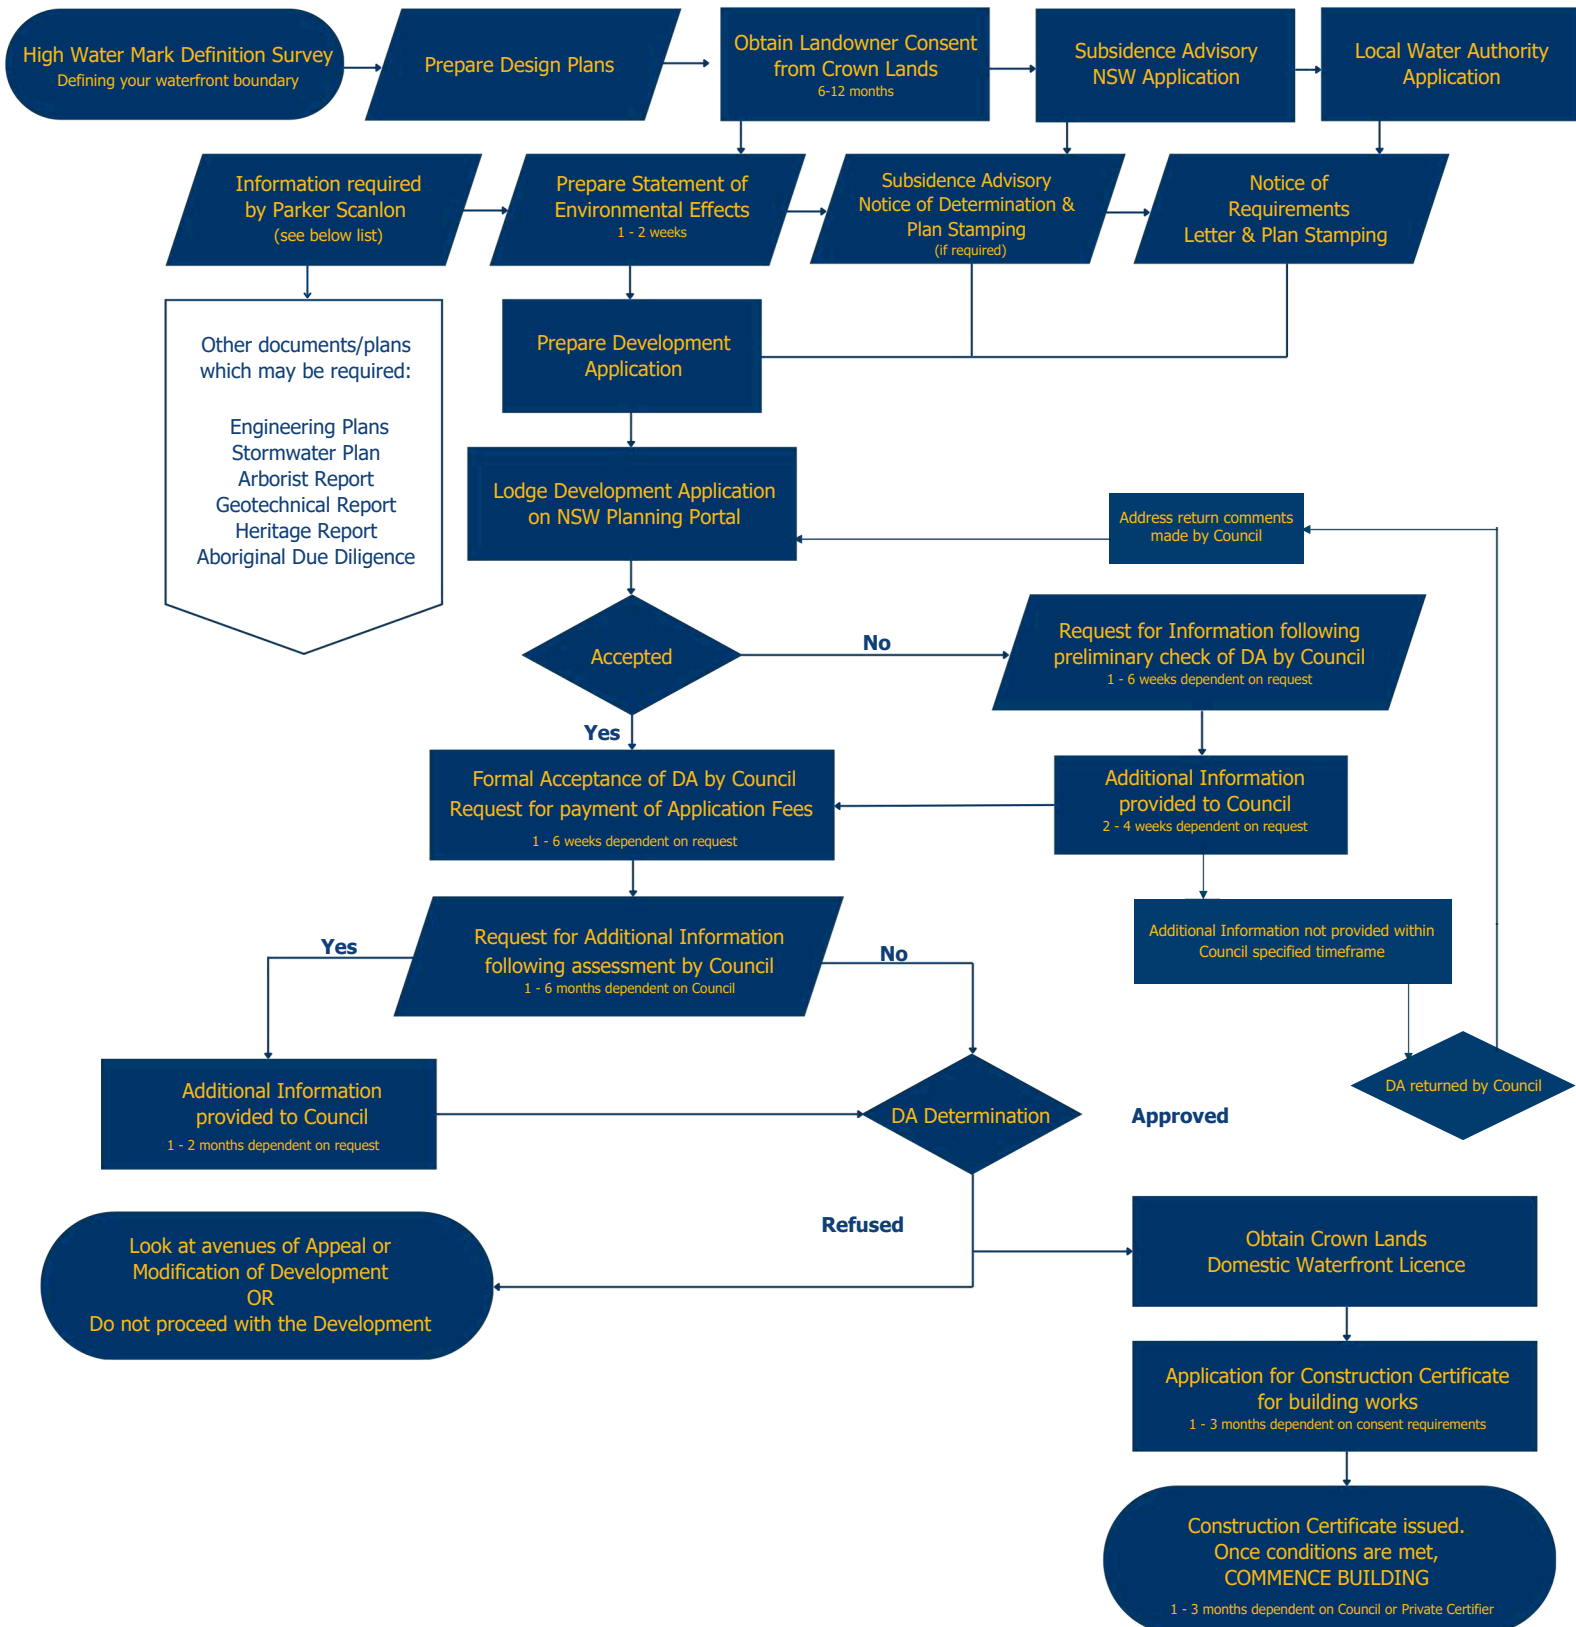 High Water Mark Definition Survey
Defining your waterfront boundary
Prepare Design Plans
Obtain Landowner Consent
from Crown Lands
6-12 months
Subsidence Advisory
NSW Application
Local Water Authority
Application
Information required
by Parker Scanlon
(see below list)
Prepare Statement of
Environmental Effects
1 - 2 weeks
Subsidence Advisory
Notice of Determination &
Plan Stamping
(if required)
Notice of
Requirements
Letter & Plan Stamping
Other documents/plans
which may be required:
Engineering Plans
Stormwater Plan
Arborist Report
Geotechnical Report
Heritage Report
Aboriginal Due Diligence
Prepare Development
Application
Lodge Development Application
on NSW Planning Portal
Address return comments
made by Council
Accepted
No
Request for Information following
preliminary check of DA by Council
1 - 6 weeks dependent on request
Yes
Formal Acceptance of DA by Council
Request for payment of Application Fees
1 - 6 weeks dependent on request
Additional Information
provided to Council
2 - 4 weeks dependent on request
Additional Information not provided within
Council specified timeframe
DA returned by Council
Request for Additional Information
following assessment by Council
1 - 6 months dependent on Council
Yes
No
Additional Information
provided to Council
1 - 2 months dependent on request
DA Determination
Approved
Refused
Look at avenues of Appeal or
Modification of Development
OR
Do not proceed with the Development
Obtain Crown Lands
Domestic Waterfront Licence
Application for Construction Certificate
for building works
1 - 3 months dependent on consent requirements
Construction Certificate issued.
Once conditions are met,
COMMENCE BUILDING
1 - 3 months dependent on Council or Private Certifier